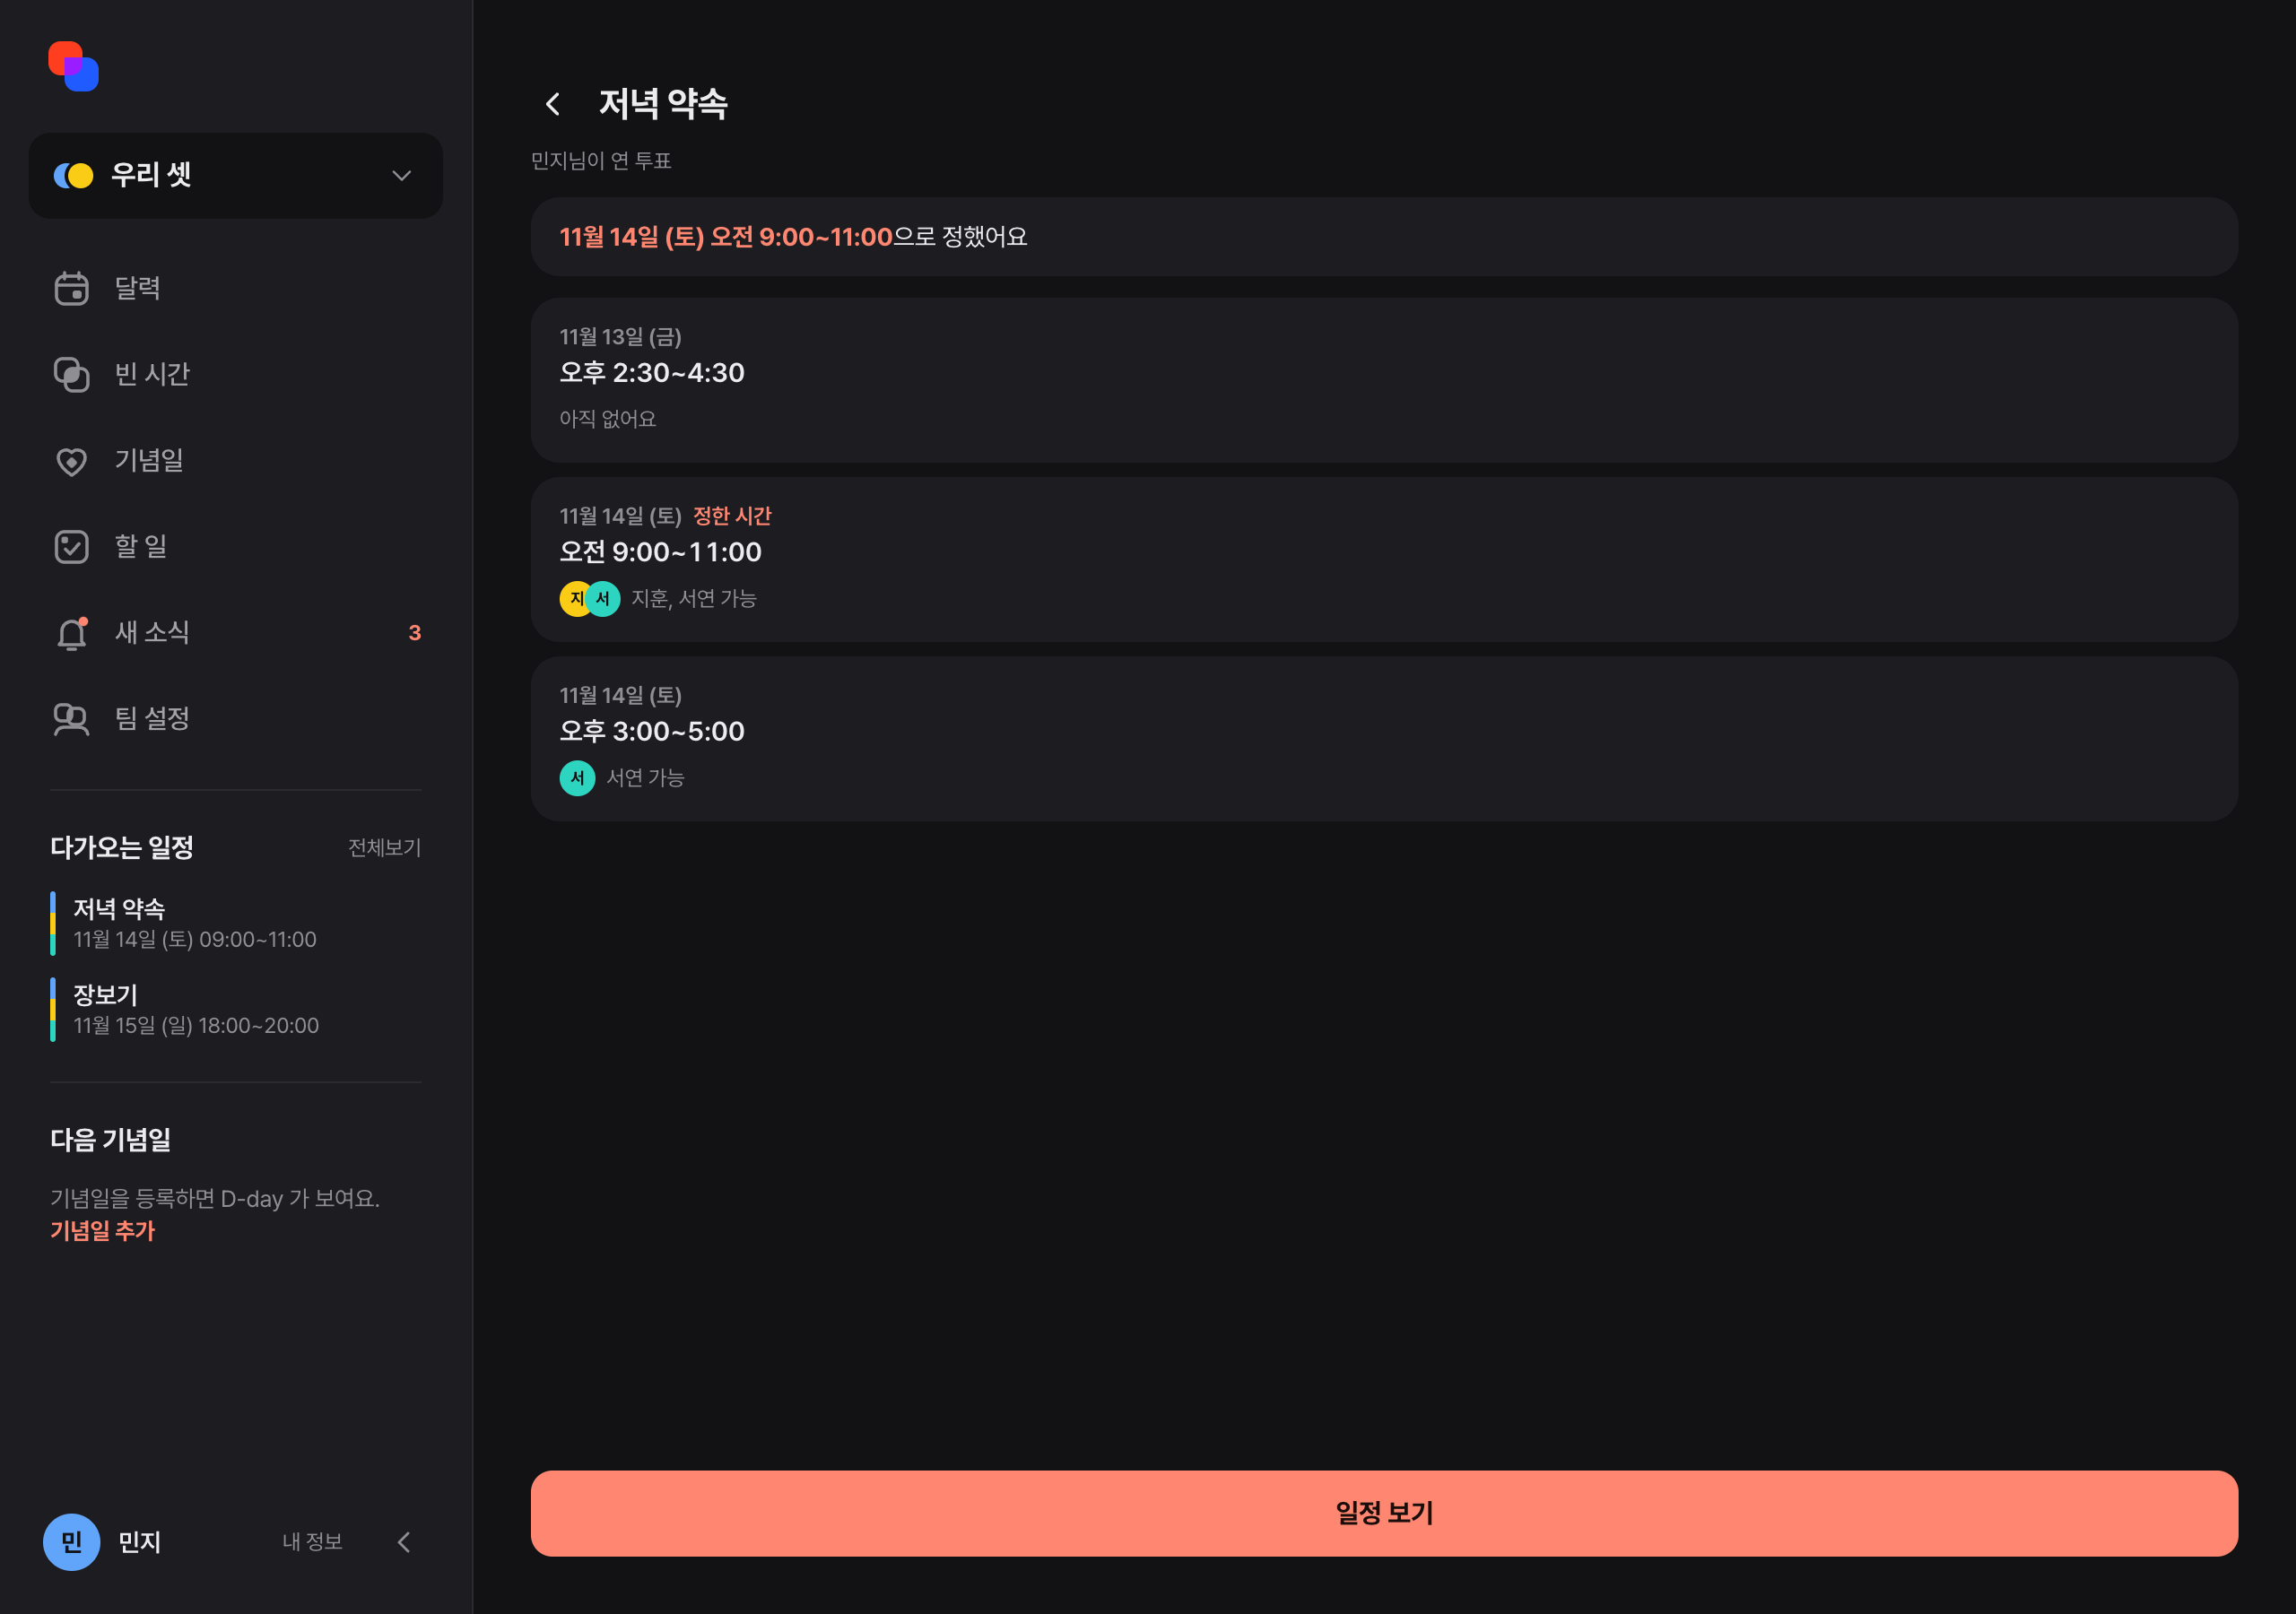 우리 셋
달력
빈 시간
기념일
할 일
새 소식 3
팀 설정
다가오는 일정 전체보기
저녁 약속
11월 14일 (토) 09:00~11:00
장보기
11월 15일 (일) 18:00~20:00
다음 기념일
기념일을 등록하면 D-day 가 보여요.
기념일 추가
민 민지 내 정보
저녁 약속
민지님이 연 투표
11월 14일 (토) 오전 9:00~11:00으로 정했어요
11월 13일 (금)
오후 2:30~4:30
아직 없어요
11월 14일 (토) 정한 시간
오전 9:00~11:00
지 서 지훈, 서연 가능
11월 14일 (토)
오후 3:00~5:00
서 서연 가능
일정 보기